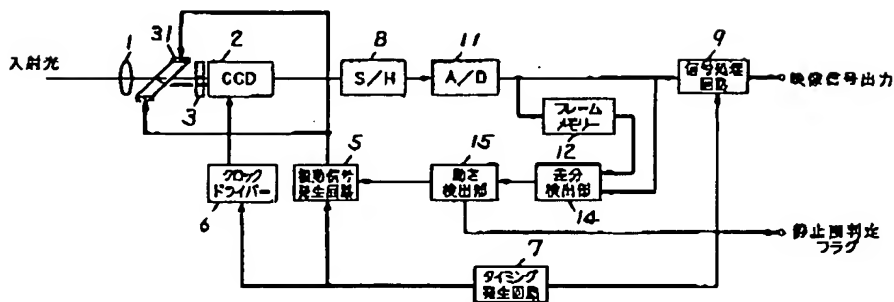 入射光
1
31
3
2
CCD
8
S/H
11
A/D
9
信号処理
回路
映像信号出力
フレーム
メモリー
12
15
動き
検出部
差分
検出部
14
5
振動信号
発生回路
クロック
ドライバー
6
静止画判定
フラグ
7
タイミング
発生回路